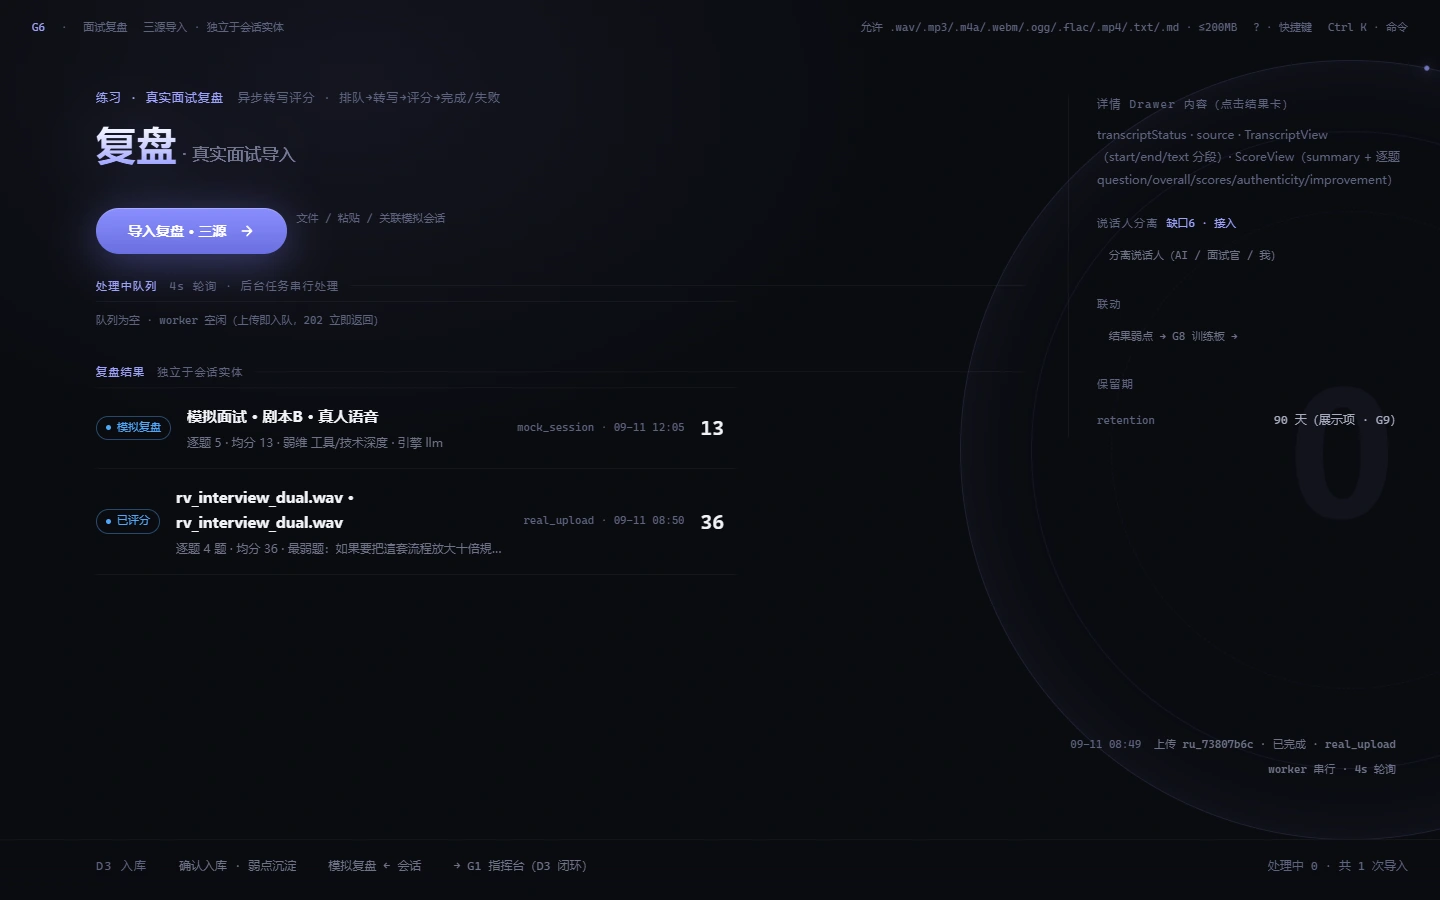 G6 · 面试复盘 三源导入 · 独立于会话实体
允许 .wav/.mp3/.m4a/.webm/.ogg/.flac/.mp4/.txt/.md · ≤200MB ? · 快捷键 Ctrl K · 命令
练习 · 真实面试复盘 异步转写评分 · 排队→转写→评分→完成/失败
复盘 · 真实面试导入
导入复盘 • 三源 →
文件 / 粘贴 / 关联模拟会话
处理中队列 4s 轮询 · 后台任务串行处理
队列为空 · worker 空闲 (上传即入队，202 立即返回)
复盘结果 独立于会话实体
模拟复盘
模拟面试 • 剧本B • 真人语音
逐题 5 · 均分 13 · 弱维 工具/技术深度 · 引擎 llm
mock_session · 09-11 12:05
13
已评分
rv_interview_dual.wav •
rv_interview_dual.wav
逐题 4 题 · 均分 36 · 最弱题：如果要把這套流程放大十倍規...
real_upload · 09-11 08:50
36
详情 Drawer 内容 (点击结果卡)
transcriptStatus · source · TranscriptView
（start/end/text 分段）· ScoreView（summary + 逐题
question/overall/scores/authenticity/improvement）
说话人分离 缺口6 · 接入
分离说话人 (AI / 面试官 / 我)
联动
结果弱点 → G8 训练板 →
保留期
retention 90 天 (展示项 · G9)
0
09-11 08:49 上传 ru_73807b6c · 已完成 · real_upload
worker 串行 · 4s 轮询
D3 入库 确认入库 · 弱点沉淀 模拟复盘 ← 会话 → G1 指挥台 (D3 闭环)
处理中 0 · 共 1 次导入